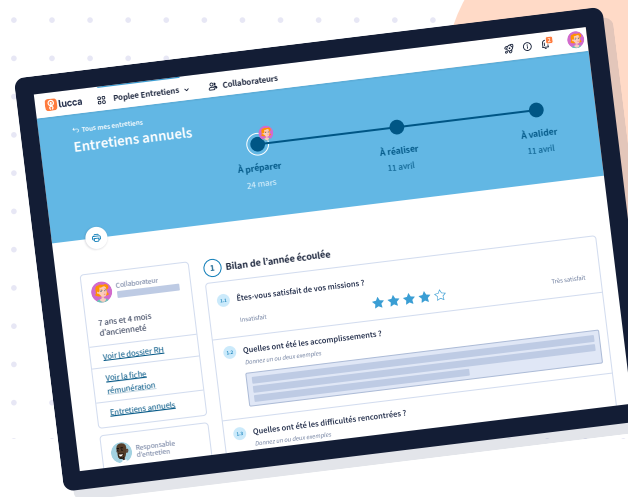 lucca
Poplee Entretiens
Collaborateurs
2
Tous mes entretiens
Entretiens annuels
À préparer
24 mars
À réaliser
11 avril
À valider
11 avril
Collaborateur
7 ans et 4 mois
d'ancienneté
Voir le dossier RH
Voir la fiche
rémunération
Entretiens annuels
Responsable
d'entretien
1 Bilan de l'année écoulée
1.1 Êtes-vous satisfait de vos missions ?
Insatisfait
Très satisfait
1.2 Quelles ont été les accomplissements ?
Donnez un ou deux exemples
1.3 Quelles ont été les difficultés rencontrées ?
Donnez un ou deux exemples